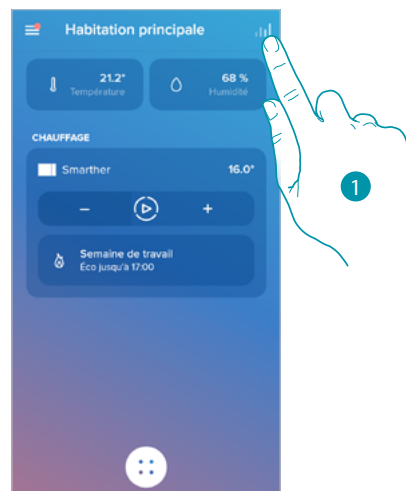 Habitation principale
21.2°
Température
68 %
Humidité
CHAUFFAGE
Smarther
16.0°
Semaine de travail
Éco jusqu'à 17:00
1